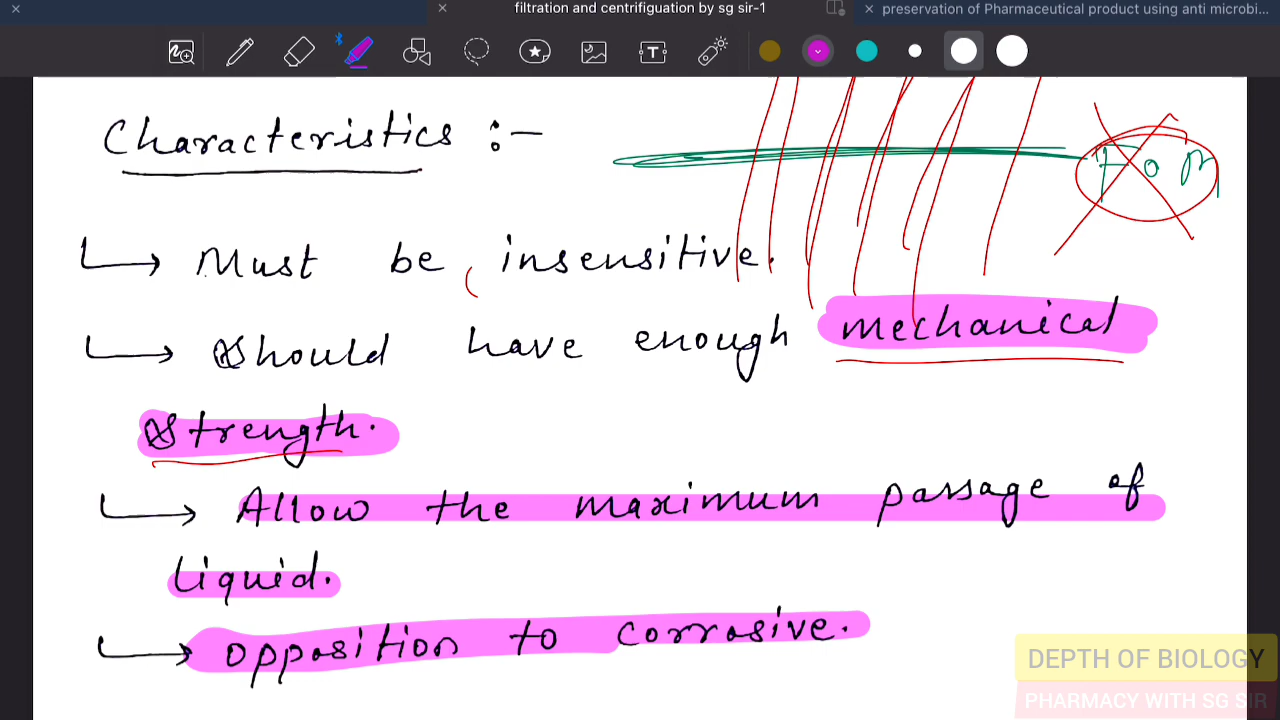 filtration and centrifiguation by sg sir-1
preservation of Pharmaceutical product using anti microbi...
Characteristics :-
Must be insensitive.
Should have enough mechanical
Strength.
Allow the maximum passage of
liquid.
opposition to corrosive.
DEPTH OF BIOLOGY
PHARMACY WITH SG SIR